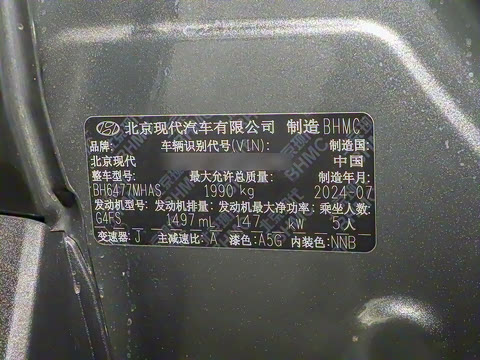 北京现代汽车有限公司 制造 BHMC
品牌: 车辆识别代号(VIN): 制造国:
北京现代 中国
整车型号: 最大允许总质量: 制造年月:
BH6477MHAS 1990 kg 2024-07
发动机型号: 发动机排量: 发动机最大净功率: 乘坐人数:
G4FS 1497 mL 147 kW 5 人
变速器: J 主减速比: A 漆色: A5G 内装色: NNB